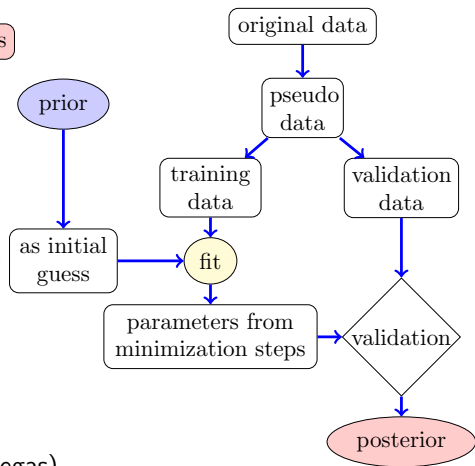 original data
s
prior
pseudo
data
training
data
validation
data
as initial
guess
fit
parameters from
minimization steps
validation
posterior
egas)